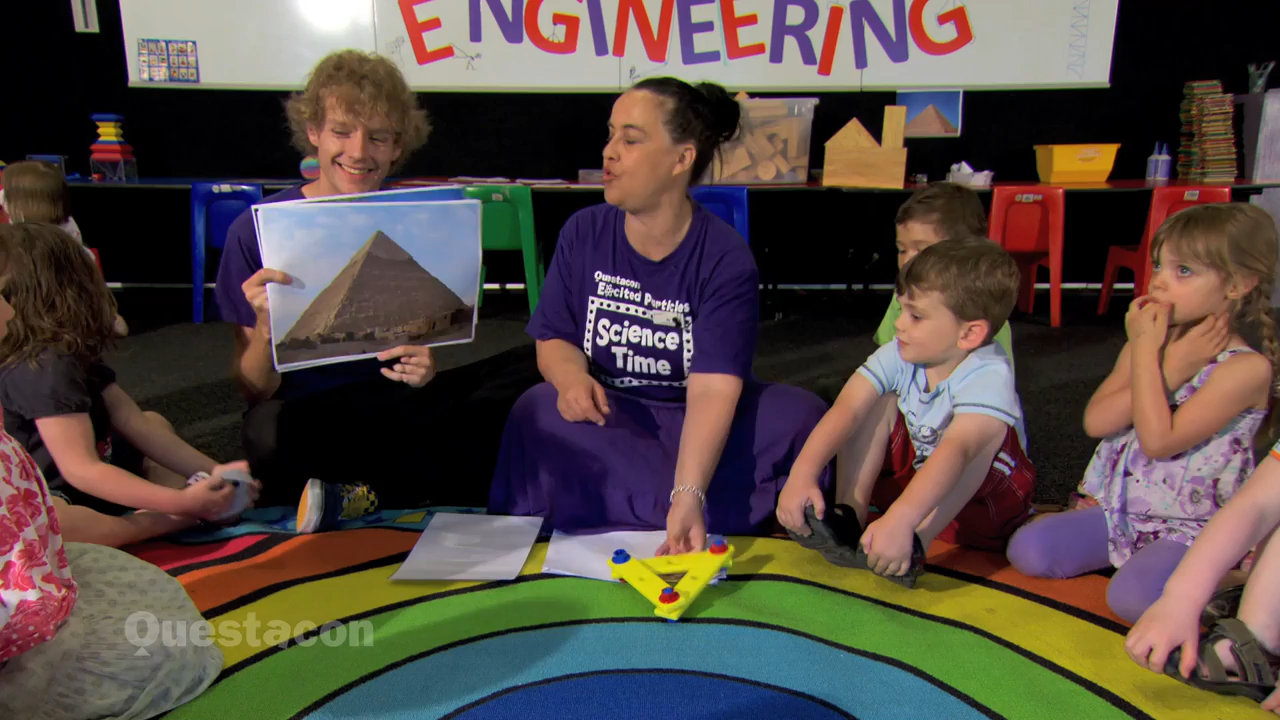 ENGINEERING
Questacon
Excited Particles
Science
Time
Questacon